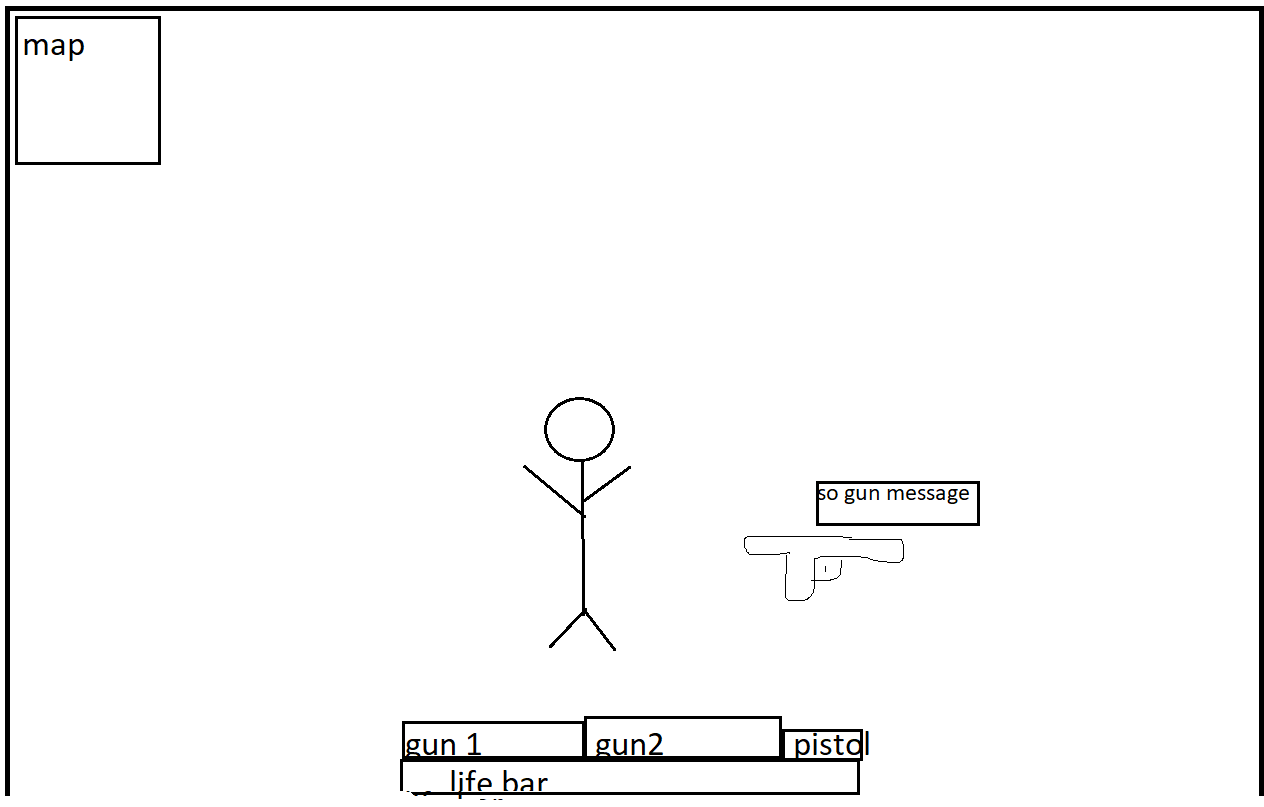 map
so gun message
gun 1
gun2
pistol
life bar